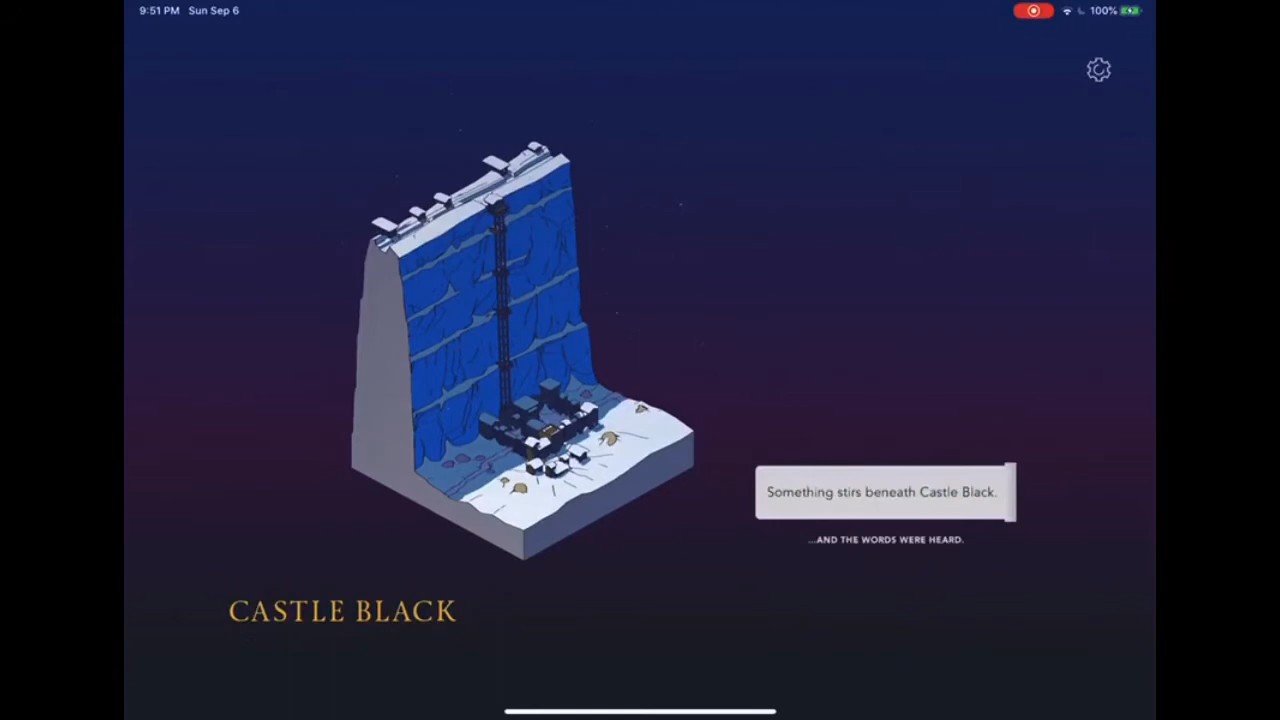 9:51 PM Sun Sep 6
100%
Something stirs beneath Castle Black.
...AND THE WORDS WERE HEARD.
CASTLE BLACK